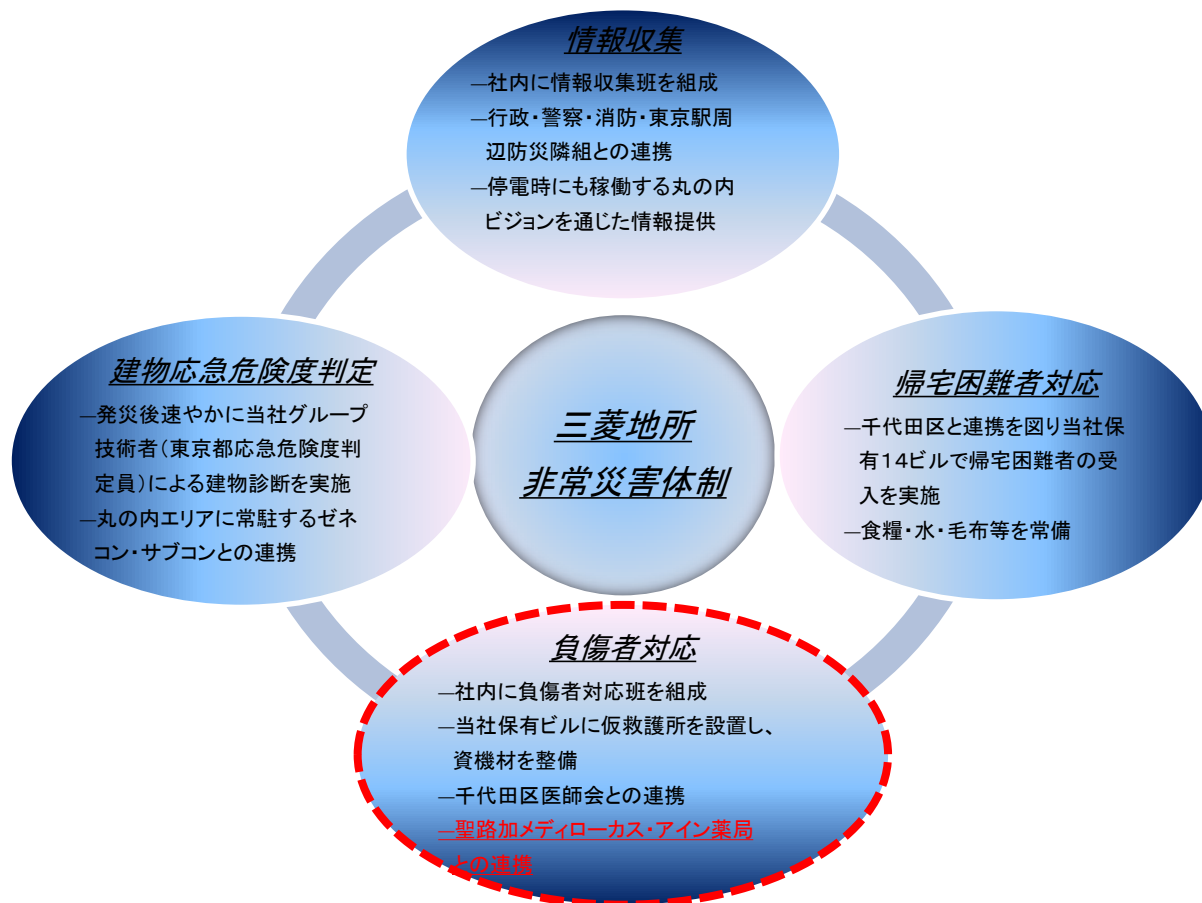 情報収集
―社内に情報収集班を組成
―行政・警察・消防・東京駅周
辺防災隣組との連携
―停電時にも稼働する丸の内
ビジョンを通じた情報提供
建物応急危険度判定
―発災後速やかに当社グループ
技術者(東京都応急危険度判
定員)による建物診断を実施
―丸の内エリアに常駐するゼネ
コン・サブコンとの連携
三菱地所
非常災害体制
帰宅困難者対応
―千代田区と連携を図り当社保
有14ビルで帰宅困難者の受
入を実施
―食糧・水・毛布等を常備
負傷者対応
―社内に負傷者対応班を組成
―当社保有ビルに仮救護所を設置し、
資機材を整備
―千代田区医師会との連携
―聖路加メディローカス・アイン薬局
との連携